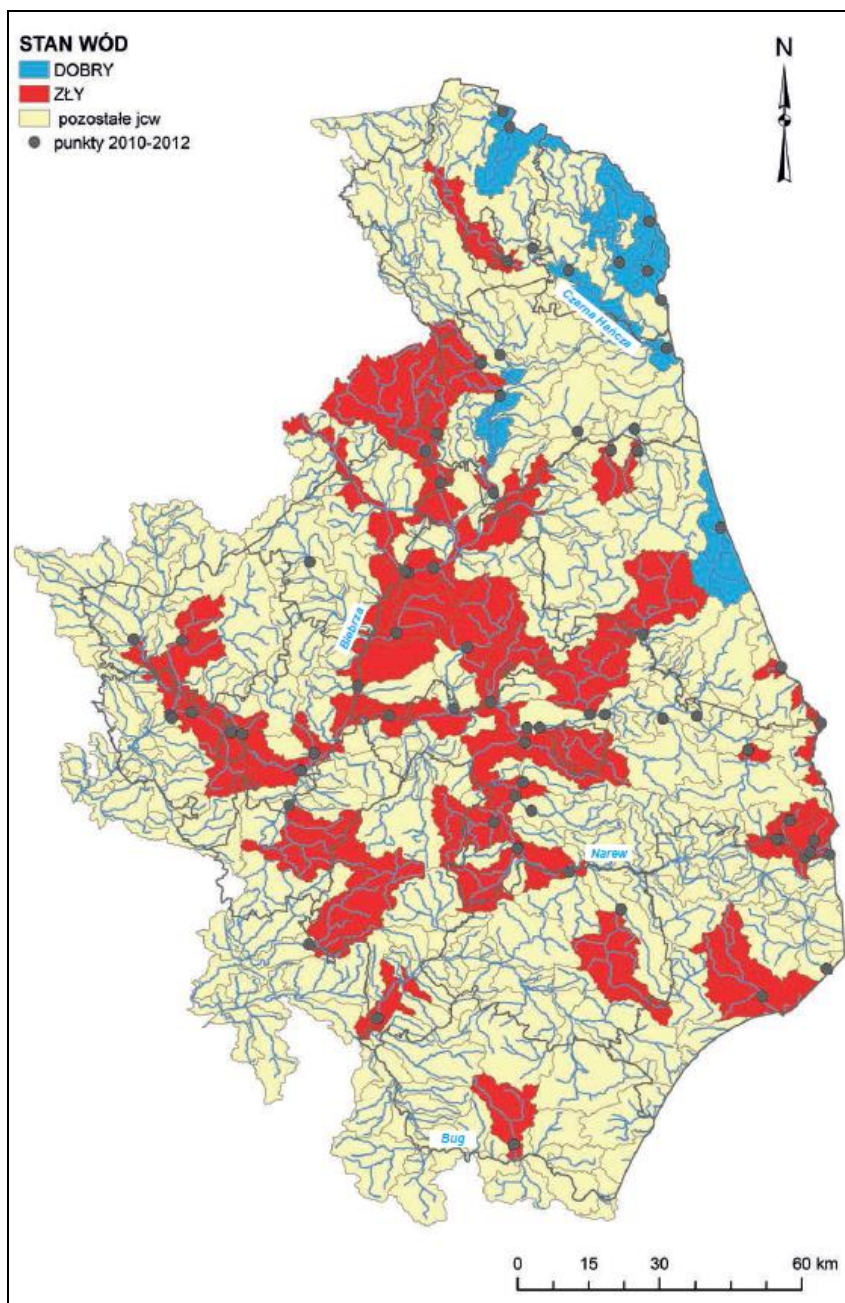 STAN WÓD
DOBRY
ZŁY
pozostałe jcw
punkty 2010-2012
N
Czarna Hańcza
Biebrza
Narew
Bug
0 15 30 60 km